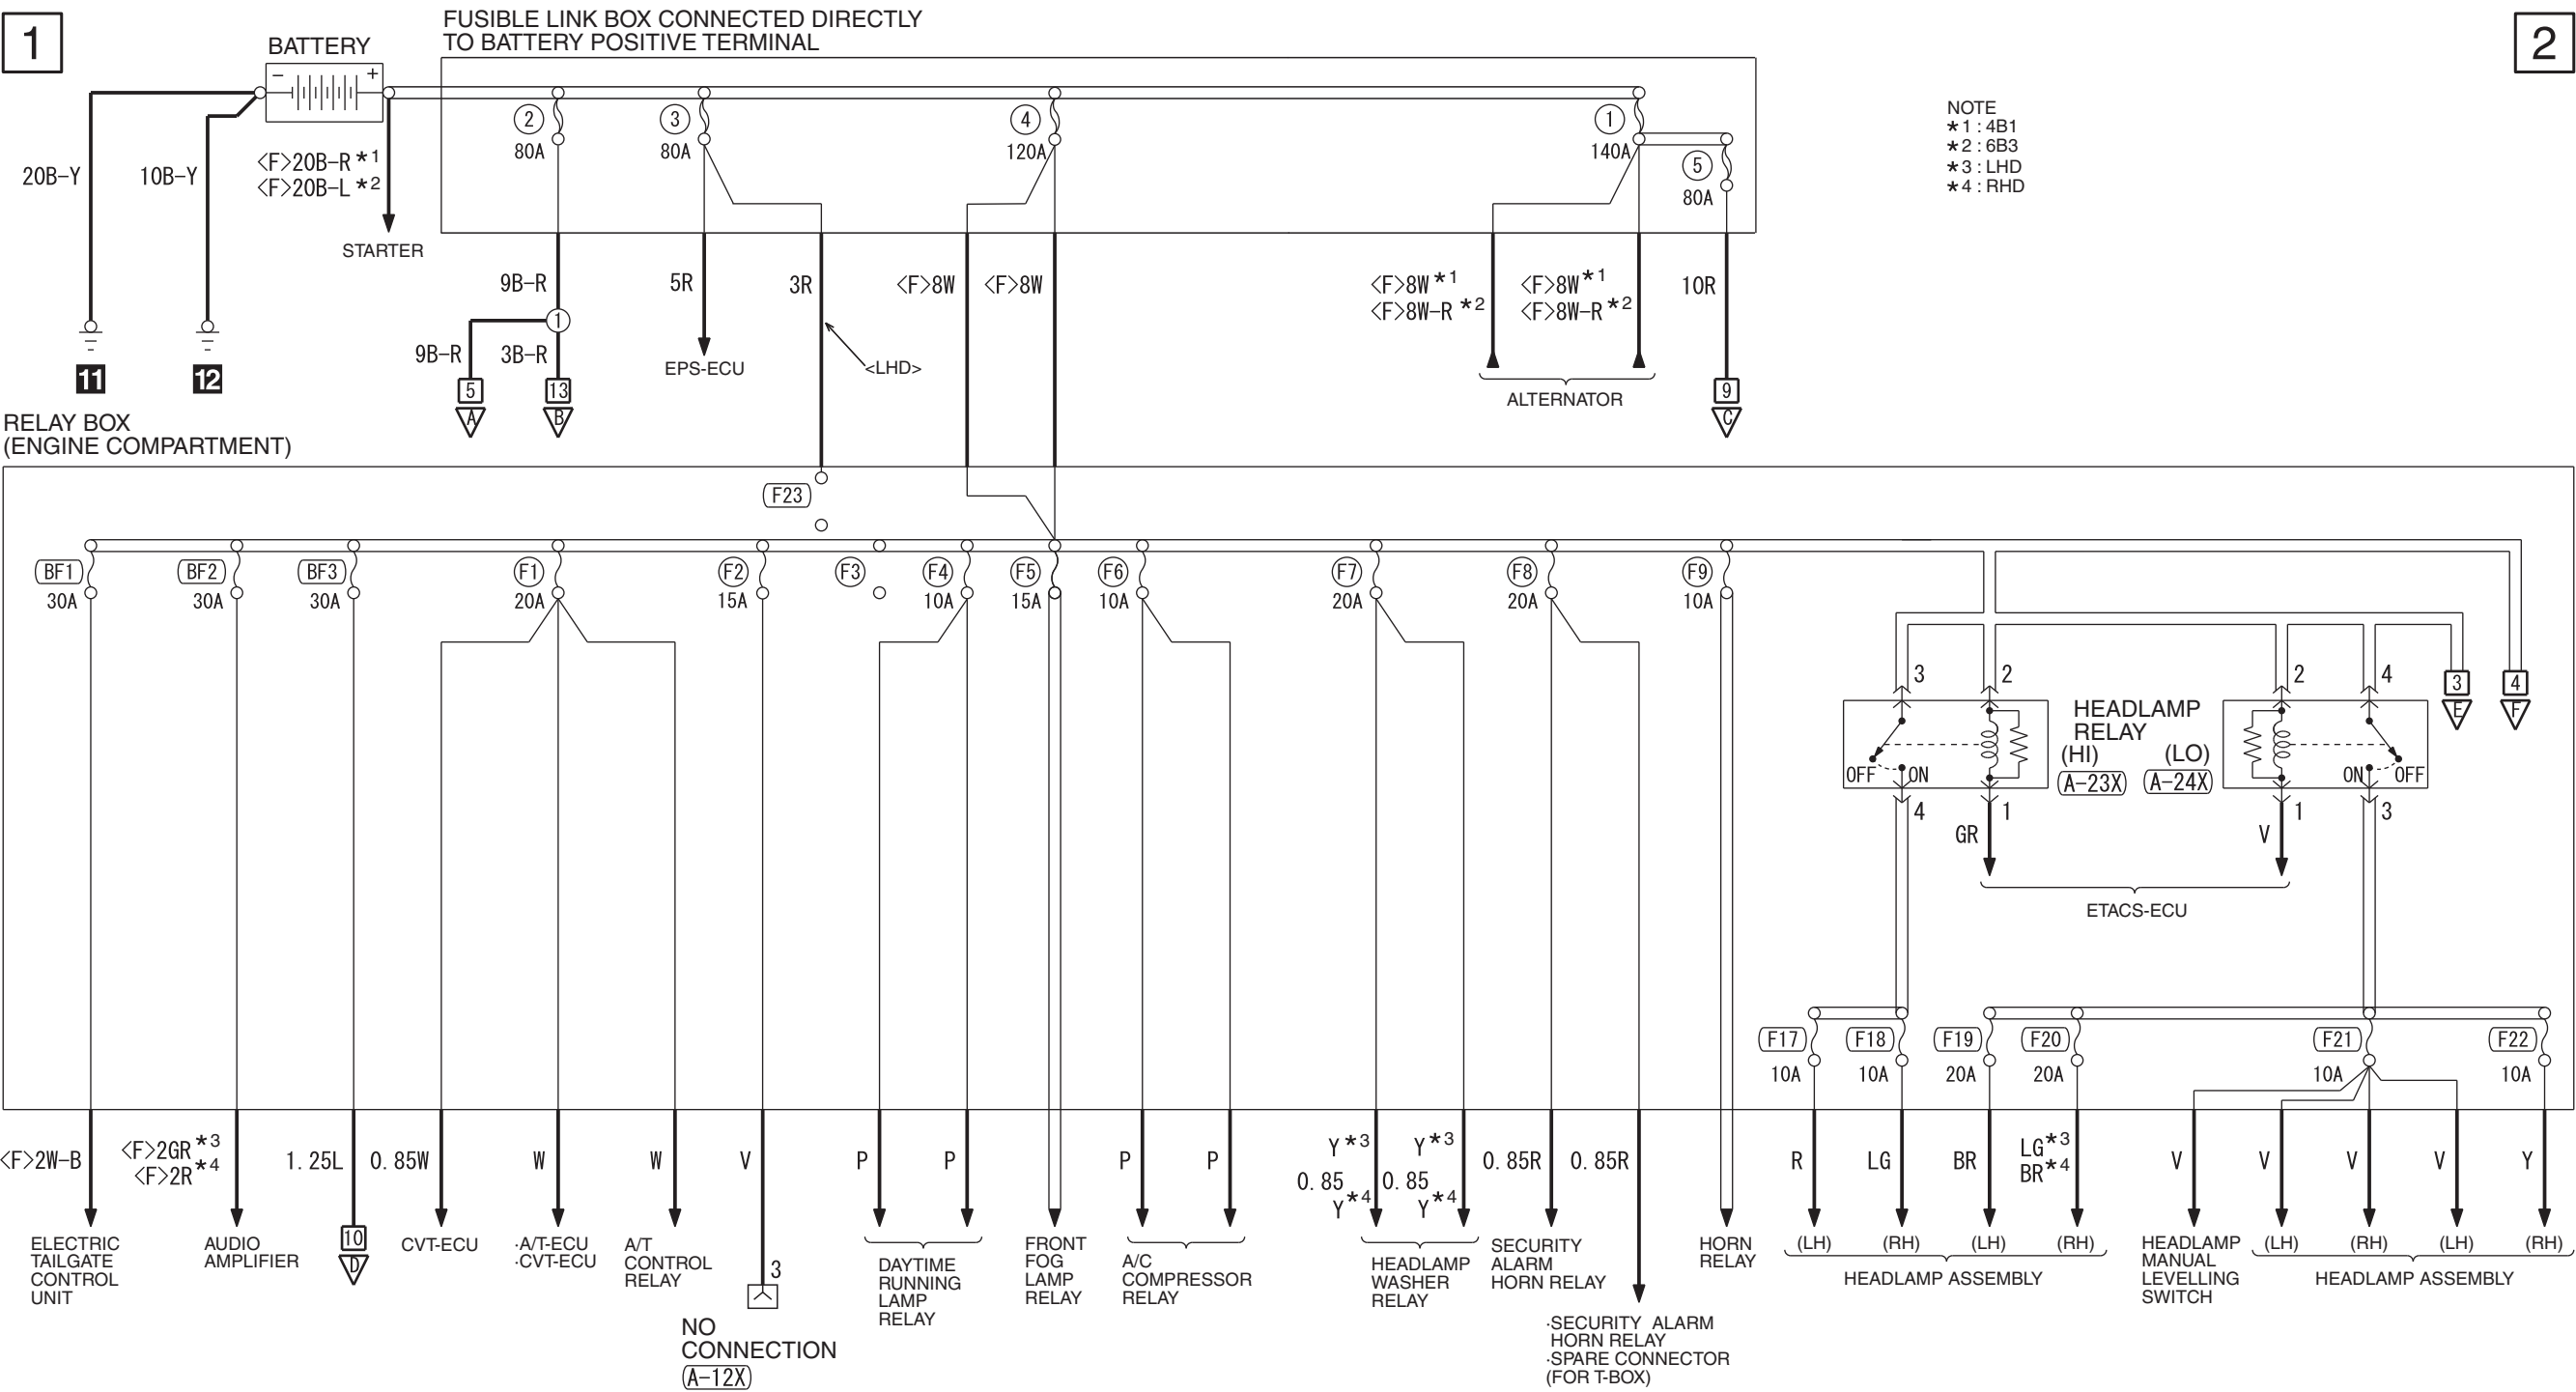 1
2
FUSIBLE LINK BOX CONNECTED DIRECTLY
TO BATTERY POSITIVE TERMINAL
BATTERY
−
+
NOTE
*1 : 4B1
*2 : 6B3
*3 : LHD
*4 : RHD
2
80A
3
80A
4
120A
1
140A
5
80A
20B-Y
10B-Y
<F>20B-R *1
<F>20B-L *2
STARTER
11
12
9B-R
1
9B-R
3B-R
5
A
13
B
5R
EPS-ECU
3R
<LHD>
<F>8W
<F>8W
<F>8W *1
<F>8W-R *2
<F>8W *1
<F>8W-R *2
ALTERNATOR
10R
9
C
RELAY BOX
(ENGINE COMPARTMENT)
F23
BF1
30A
BF2
30A
BF3
30A
F1
20A
F2
15A
F3
F4
10A
F5
15A
F6
10A
F7
20A
F8
20A
F9
10A
3
2
2
4
3
E
4
F
HEADLAMP
RELAY
(HI)
(LO)
A-23X
A-24X
OFF
ON
ON
OFF
4
1
1
3
GR
V
ETACS-ECU
F17
10A
F18
10A
F19
20A
F20
20A
F21
10A
F22
10A
<F>2W-B
<F>2GR *3
<F>2R *4
1.25L
0.85W
W
W
V
P
P
P
P
Y *3
0.85
Y *4
Y *3
0.85
Y *4
0.85R
0.85R
R
LG
BR
LG *3
BR *4
V
V
V
V
Y
ELECTRIC
TAILGATE
CONTROL
UNIT
AUDIO
AMPLIFIER
10
D
CVT-ECU
·A/T-ECU
·CVT-ECU
A/T
CONTROL
RELAY
3
NO
CONNECTION
A-12X
DAYTIME
RUNNING
LAMP
RELAY
FRONT
FOG
LAMP
RELAY
A/C
COMPRESSOR
RELAY
HEADLAMP
WASHER
RELAY
SECURITY
ALARM
HORN RELAY
·SECURITY ALARM
HORN RELAY
·SPARE CONNECTOR
(FOR T-BOX)
HORN
RELAY
(LH)
(RH)
(LH)
(RH)
HEADLAMP ASSEMBLY
HEADLAMP
MANUAL
LEVELLING
SWITCH
(LH)
(RH)
(LH)
(RH)
HEADLAMP ASSEMBLY